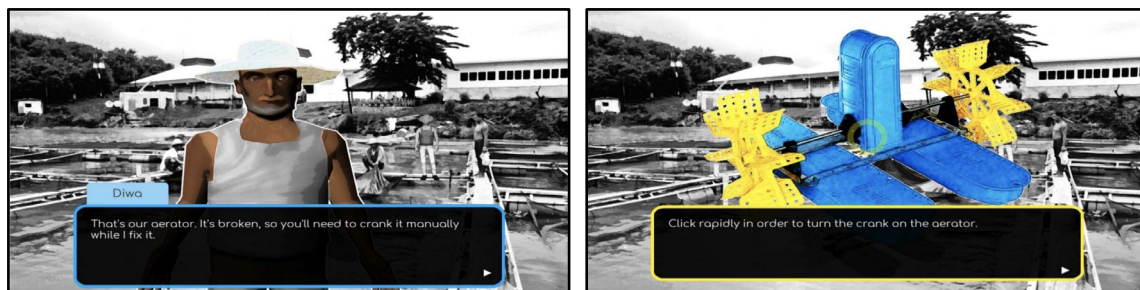 Diwa
That's our aerator. It's broken, so you'll need to crank it manually
while I fix it.
Click rapidly in order to turn the crank on the aerator.